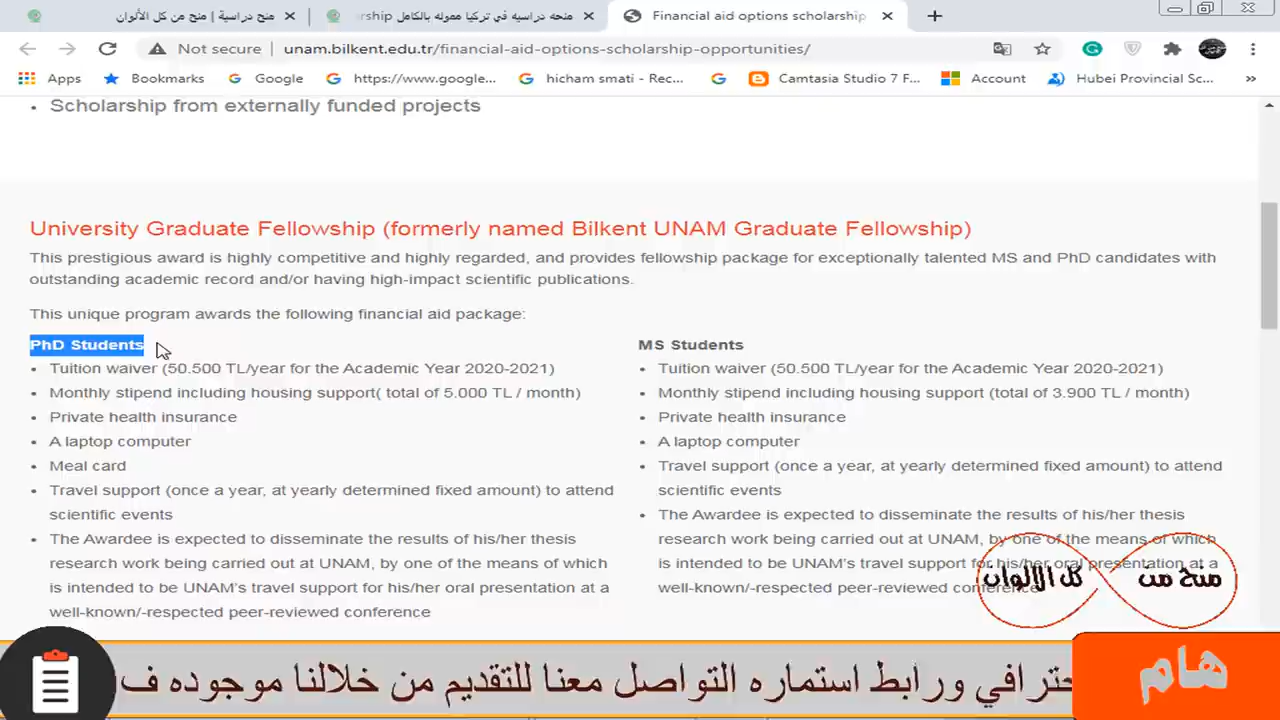 منح دراسية | منح من كل الألوان
منحه دراسيه في تركيا مموله بالكامل
Financial aid options scholarship
Not secure
unam.bilkent.edu.tr/financial-aid-options-scholarship-opportunities/
Apps
Bookmarks
Google
https://www.google...
hicham smati - Rec...
Camtasia Studio 7 F...
Account
Hubei Provincial Sc...
Scholarship from externally funded projects
University Graduate Fellowship (formerly named Bilkent UNAM Graduate Fellowship)
This prestigious award is highly competitive and highly regarded, and provides fellowship package for exceptionally talented MS and PhD candidates with
outstanding academic record and/or having high-impact scientific publications.
This unique program awards the following financial aid package:
PhD Students
Tuition waiver (50.500 TL/year for the Academic Year 2020-2021)
Monthly stipend including housing support( total of 5.000 TL / month)
Private health insurance
A laptop computer
Meal card
Travel support (once a year, at yearly determined fixed amount) to attend
scientific events
The Awardee is expected to disseminate the results of his/her thesis
research work being carried out at UNAM, by one of the means of which
is intended to be UNAM's travel support for his/her oral presentation at a
well-known/-respected peer-reviewed conference
MS Students
Tuition waiver (50.500 TL/year for the Academic Year 2020-2021)
Monthly stipend including housing support (total of 3.900 TL / month)
Private health insurance
A laptop computer
Travel support (once a year, at yearly determined fixed amount) to attend
scientific events
The Awardee is expected to disseminate the results of his/her thesis
research work being carried out at UNAM, by one of the means of which
is intended to be UNAM's travel support for his/her oral presentation at a
well-known/-respected peer-reviewed conference
منح من كل الألوان
هام
ورابط استماره التواصل معنا للتقديم من خلالنا موجوده ف